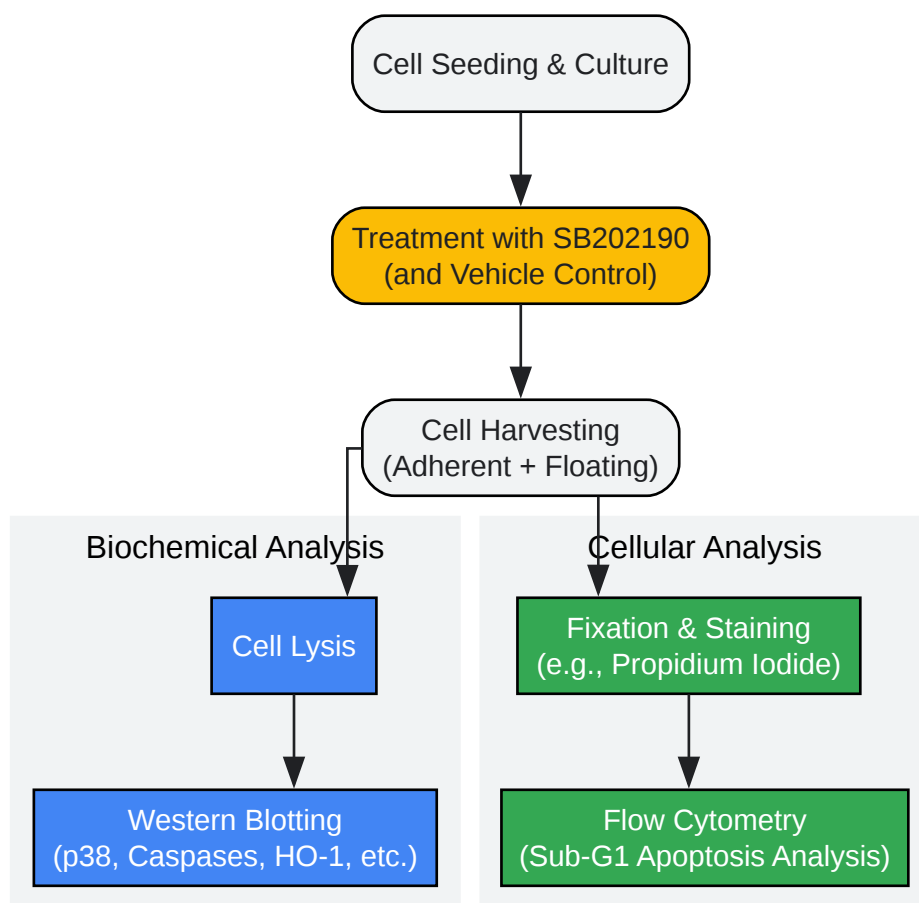 Cell Seeding & Culture
Treatment with SB202190
(and Vehicle Control)
Cell Harvesting
(Adherent + Floating)
Biochemical Analysis
Cell Lysis
Western Blotting
(p38, Caspases, HO-1, etc.)
Cellular Analysis
Fixation & Staining
(e.g., Propidium Iodide)
Flow Cytometry
(Sub-G1 Apoptosis Analysis)